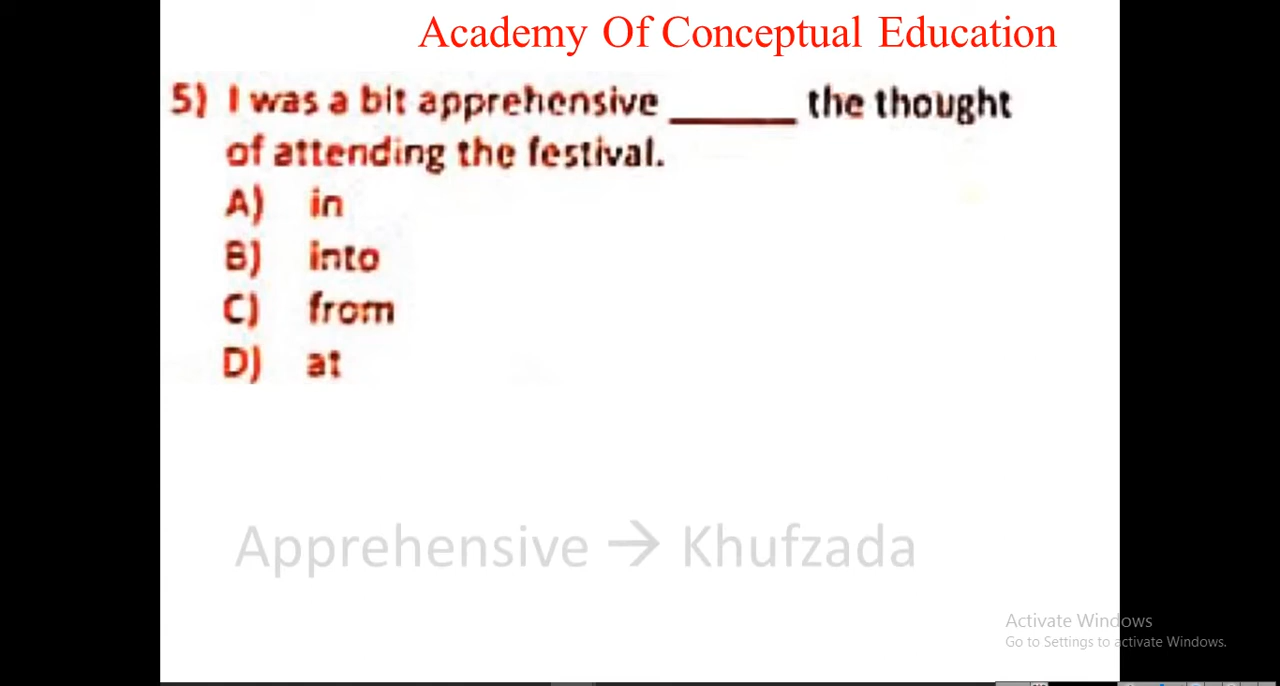 Academy Of Conceptual Education
5) I was a bit apprehensive ______ the thought
of attending the festival.
A) in
B) into
C) from
D) at
Apprehensive → Khufzada
Activate Windows
Go to Settings to activate Windows.